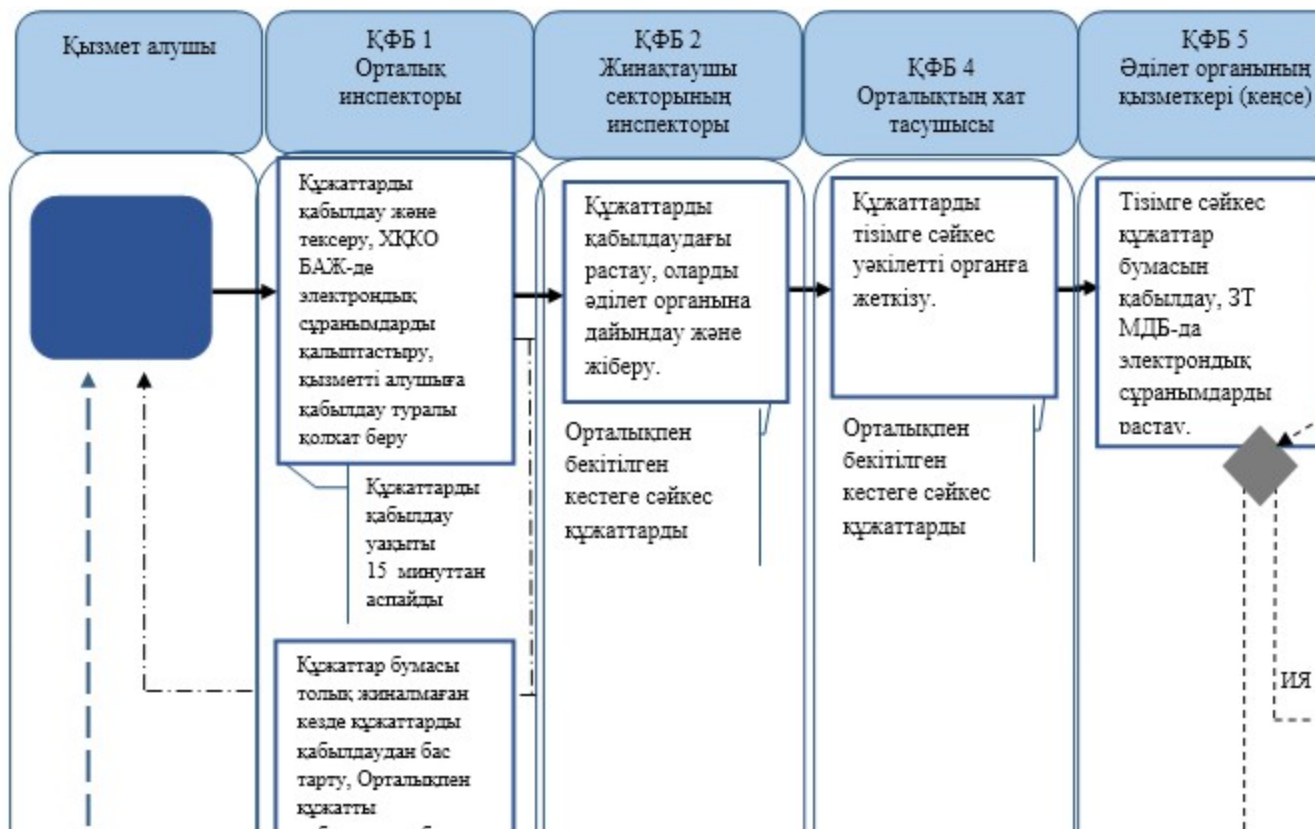 Қызмет алушы
ҚФБ 1
Орталық
инспекторы
ҚФБ 2
Жинақтаушы
секторының
инспекторы
ҚФБ 4
Орталықтың хат
тасушысы
ҚФБ 5
Әділет органының
қызметкері (кеңсе)
Құжаттарды
қабылдау және
тексеру, ХҚКО
БАЖ-де
электрондық
сұранымдарды
қалыптастыру,
қызметті алушыға
қабылдау туралы
қолхат беру
Құжаттарды
қабылдау
уақыты
15 минуттан
аспайды
Құжаттар бумасы
толық жиналмаған
кезде құжаттарды
қабылдаудан бас
тарту, Орталықпен
құжатты
Құжаттарды
қабылдаудағы
растау, оларды
әділет органына
дайындау және
жіберу.
Орталықпен
бекітілген
кестеге сәйкес
құжаттарды
Құжаттарды
тізімге сәйкес
уәкілетті органға
жеткізу.
Орталықпен
бекітілген
кестеге сәйкес
құжаттарды
Тізімге сәйкес
құжаттар
бумасын
қабылдау, ЗТ
МДБ-да
электрондық
сұранымдарды
растау.
ИЯ